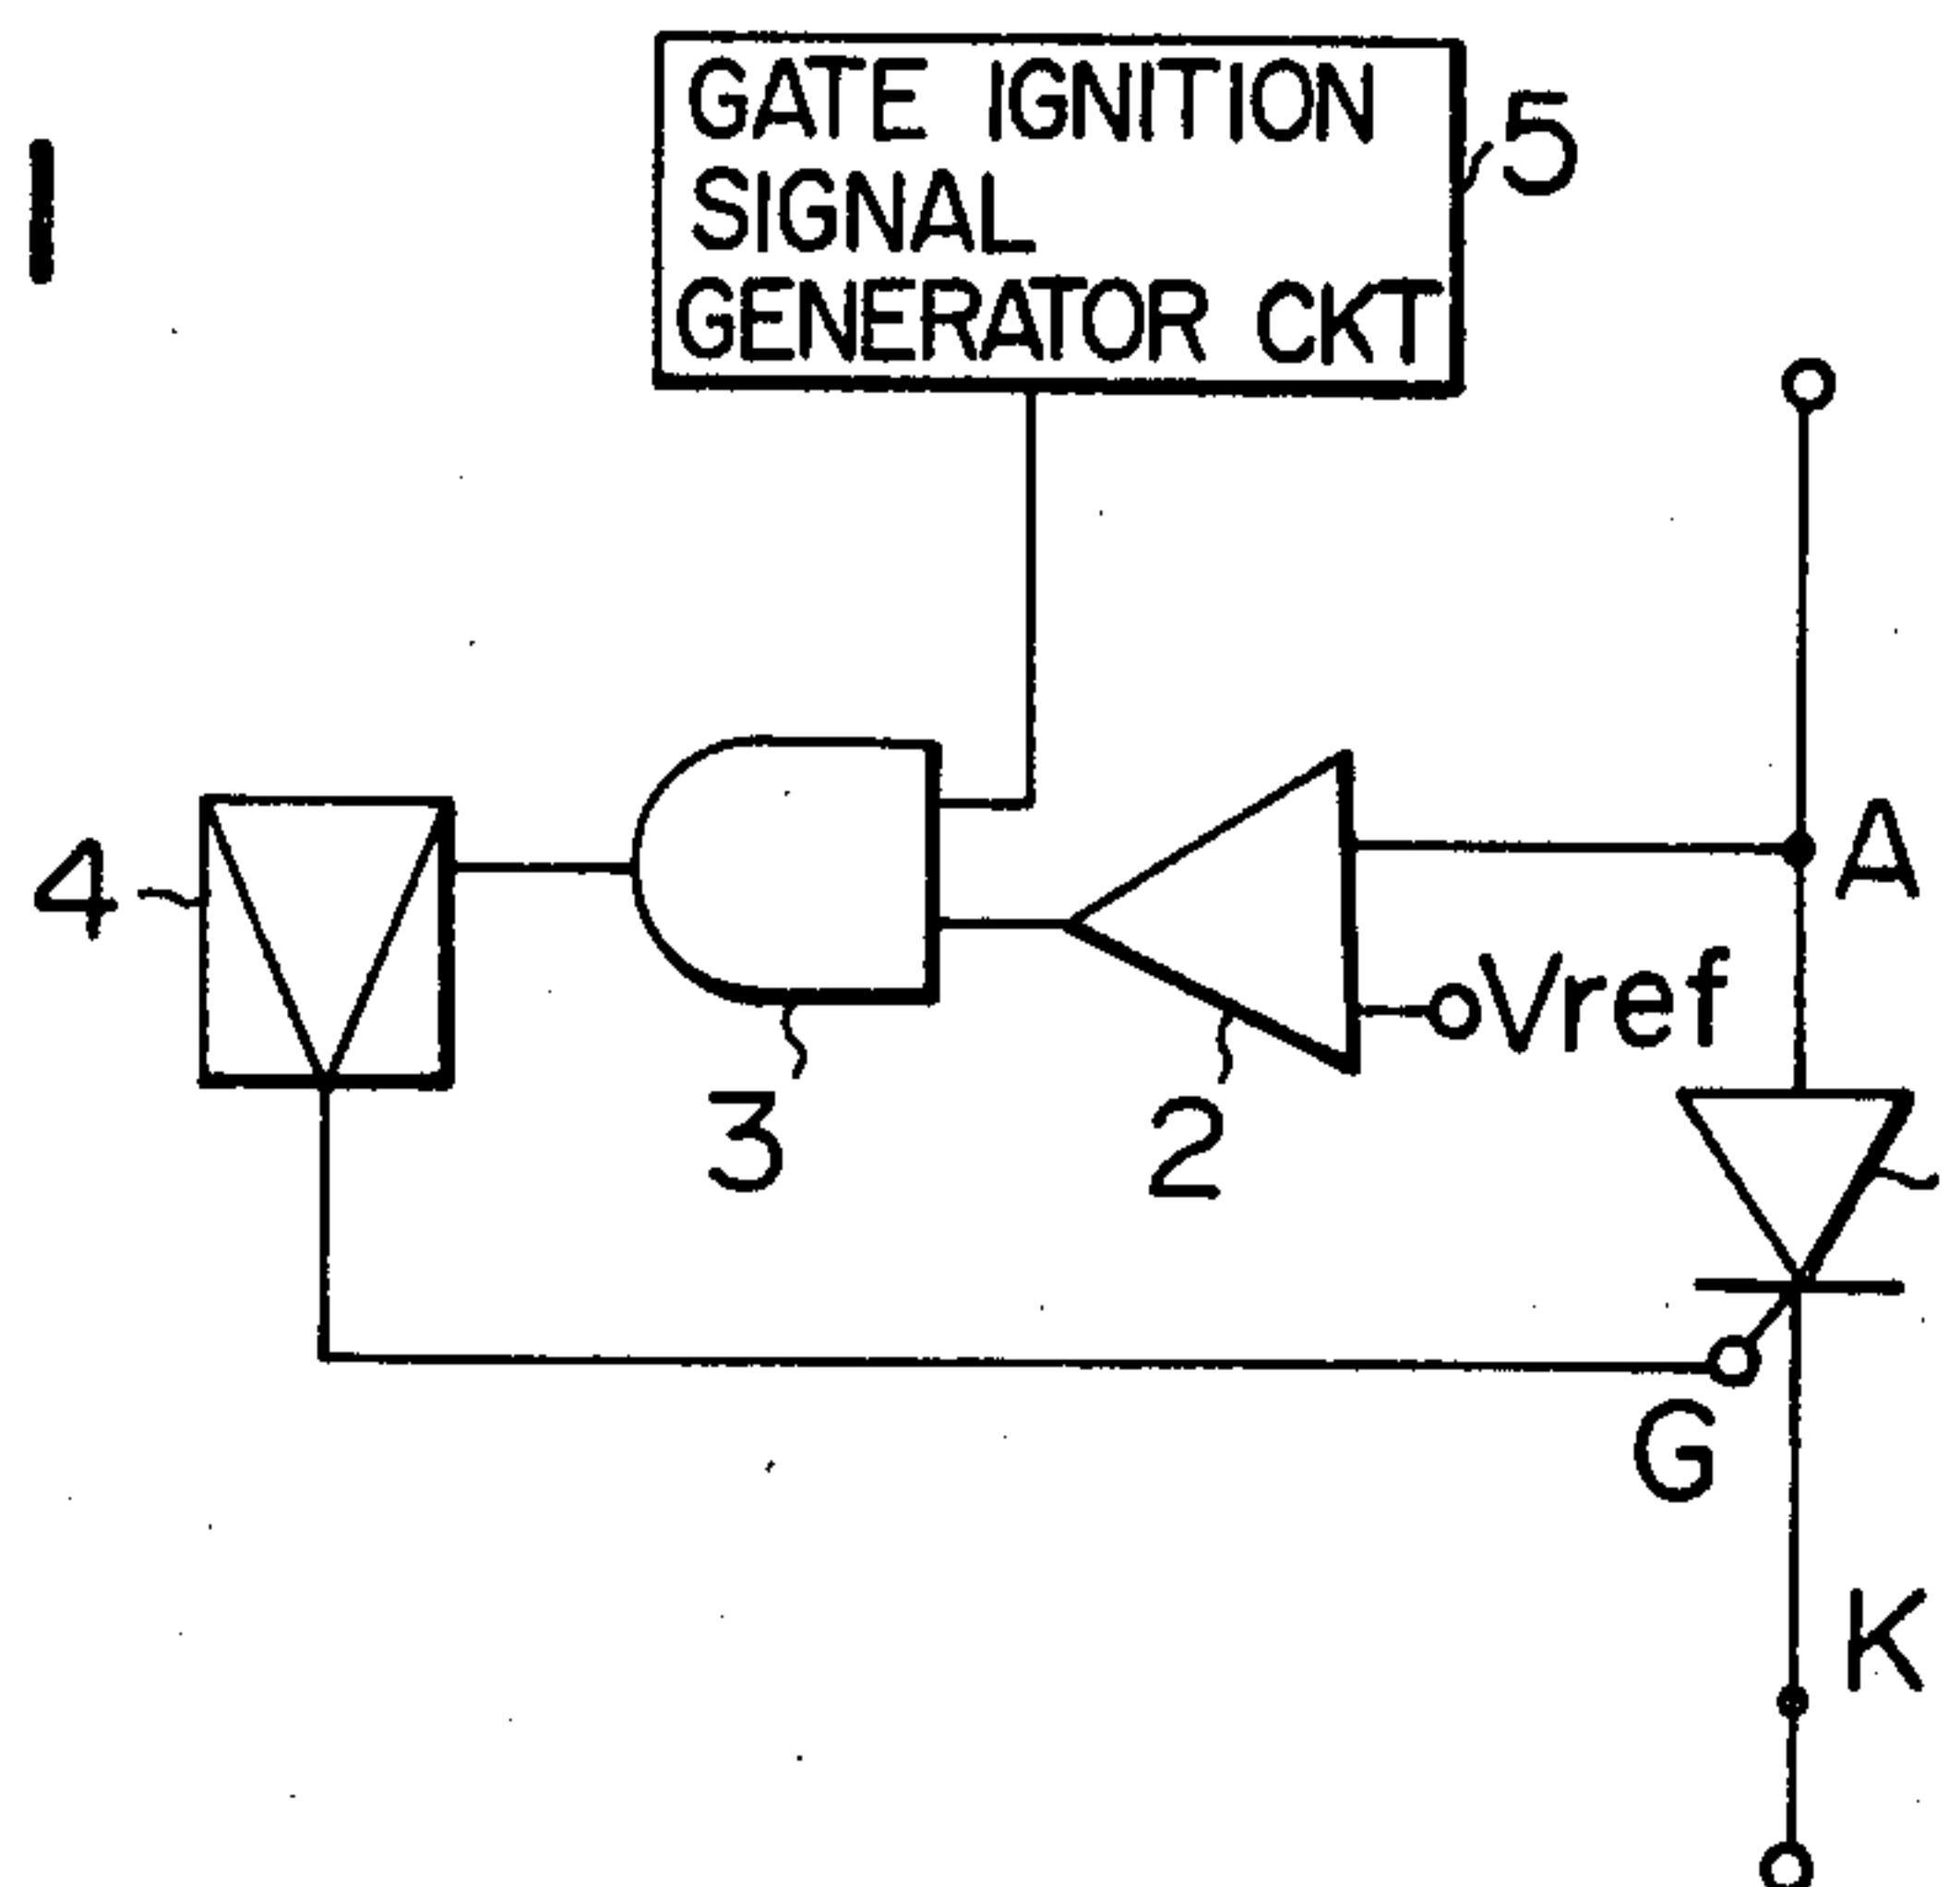 1
GATE IGNITION
SIGNAL
GENERATOR CKT
5
A
4
Vref
3
2
G
K